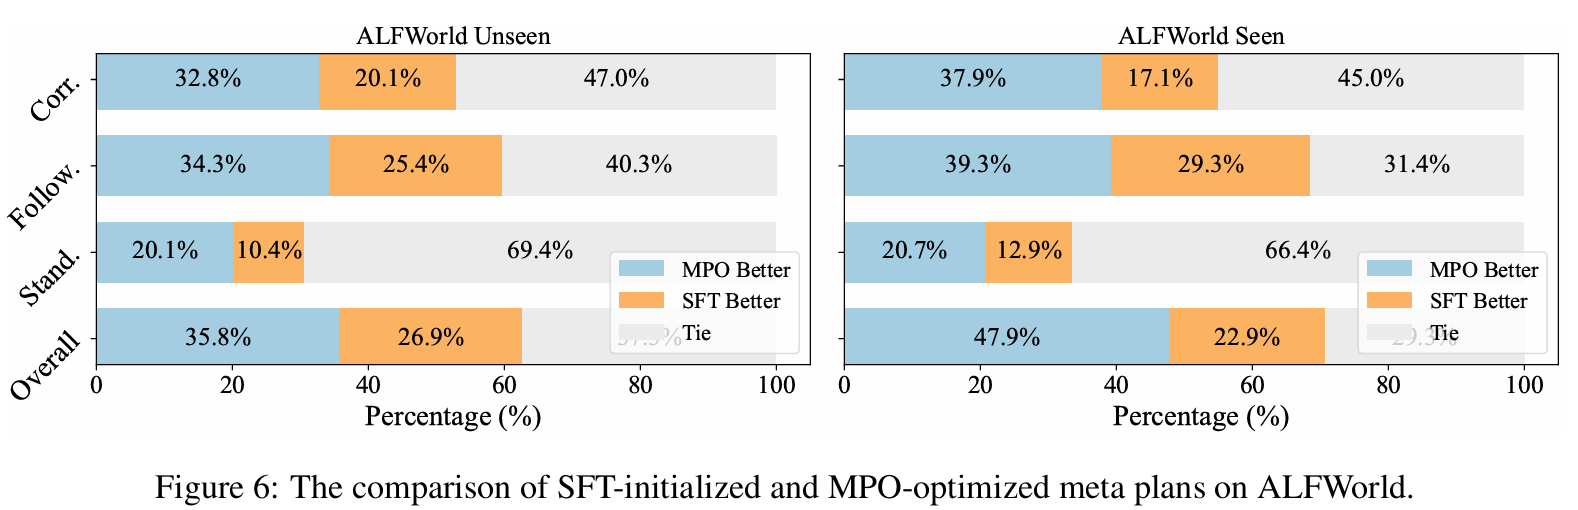 ALFWorld Unseen
Corr. 32.8% 20.1% 47.0%
Follow. 34.3% 25.4% 40.3%
Stand. 20.1% 10.4% 69.4%
Overall 35.8% 26.9% 37.3%
MPO Better
SFT Better
Tie
0 20 40 60 80 100
Percentage (%)
ALFWorld Seen
37.9% 17.1% 45.0%
39.3% 29.3% 31.4%
20.7% 12.9% 66.4%
47.9% 22.9% 29.3%
MPO Better
SFT Better
Tie
0 20 40 60 80 100
Percentage (%)
Figure 6: The comparison of SFT-initialized and MPO-optimized meta plans on ALFWorld.